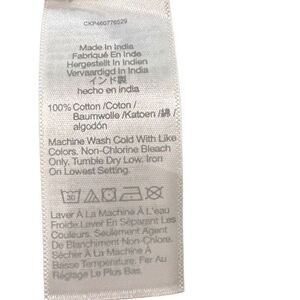 CKP460776529
Made In India
Fabriqué En Inde
Hergestellt In Indien
Vervaardigd In India
インド製
hecho en india
100% Cotton /Coton /
Baumwolle /Katoen /綿 /
algodón
Machine Wash Cold With Like
Colors. Non-Chlorine Bleach
Only. Tumble Dry Low. Iron
On Lowest Setting.
Laver À La Machine À L'eau
Froide.Laver En Séparant Les
Couleurs. Seulement Agent
De Blanchiment Non-Chlore.
Sécher À La Machine À
Basse Temperature. Fer Au
Réglage Le Plus Bas.